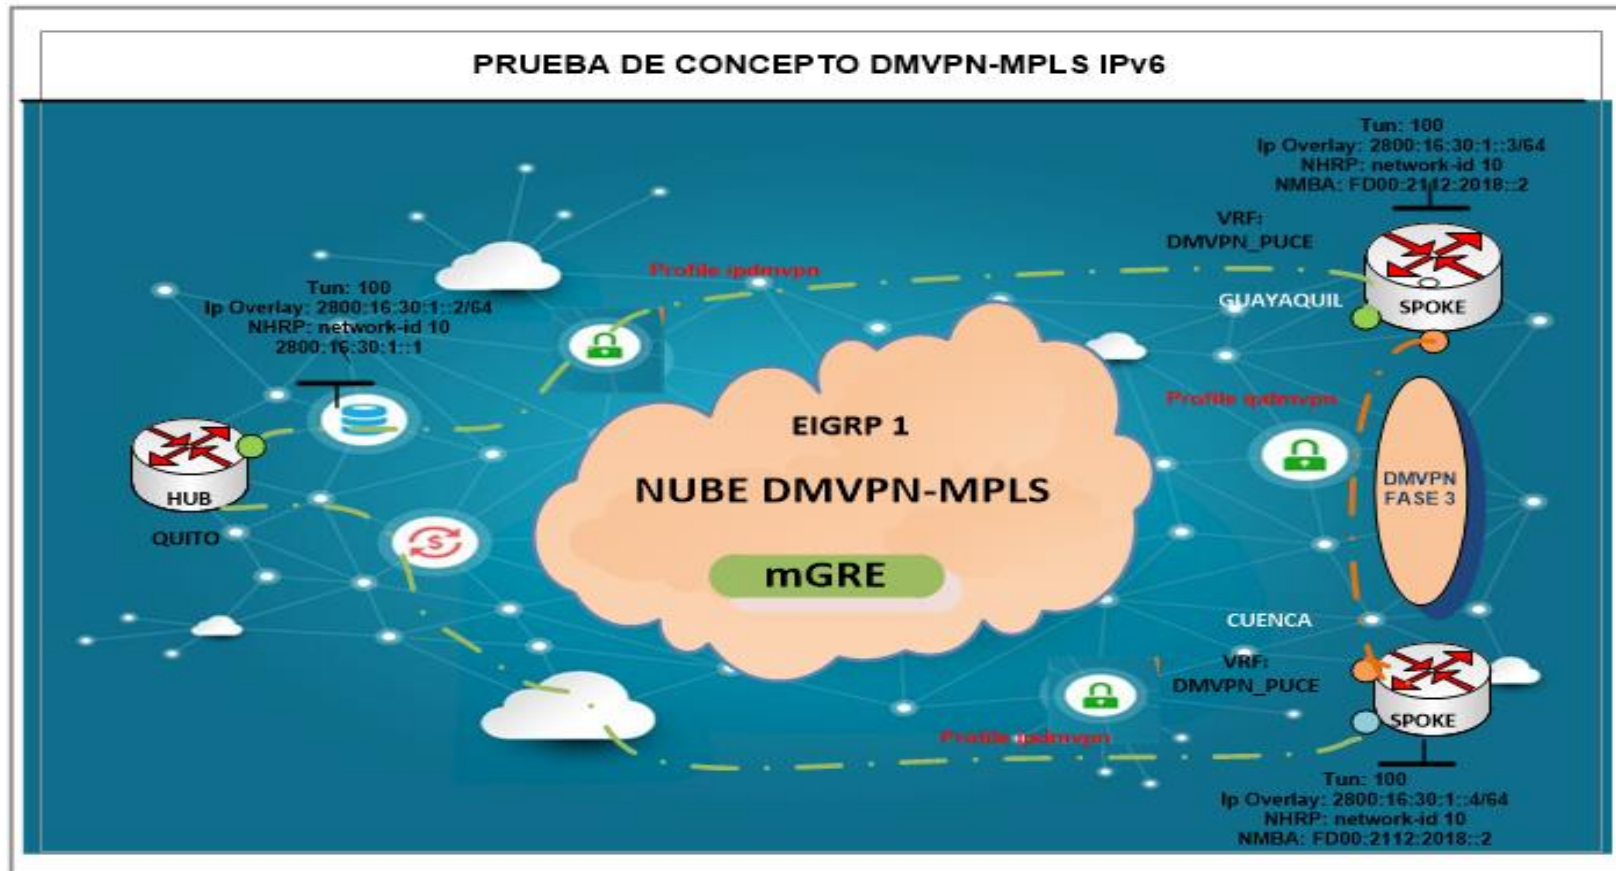 PRUEBA DE CONCEPTO DMVPN-MPLS IPv6
Tun: 100
Ip Overlay: 2800:16:30:1::3/64
NHRP: network-id 10
NMBA: FD00:2112:2018::2
VRF:
DMVPN_PUCE
Profile ipdmvpn
GUAYAQUIL
SPOKE
Tun: 100
Ip Overlay: 2800:16:30:1::2/64
NHRP: network-id 10
2800:16:30:1::1
HUB
QUITO
EIGRP 1
NUBE DMVPN-MPLS
mGRE
Profile ipdmvpn
DMVPN
FASE 3
CUENCA
VRF:
DMVPN_PUCE
SPOKE
Profile ipdmvpn
Tun: 100
Ip Overlay: 2800:16:30:1::4/64
NHRP: network-id 10
NMBA: FD00:2112:2018::2